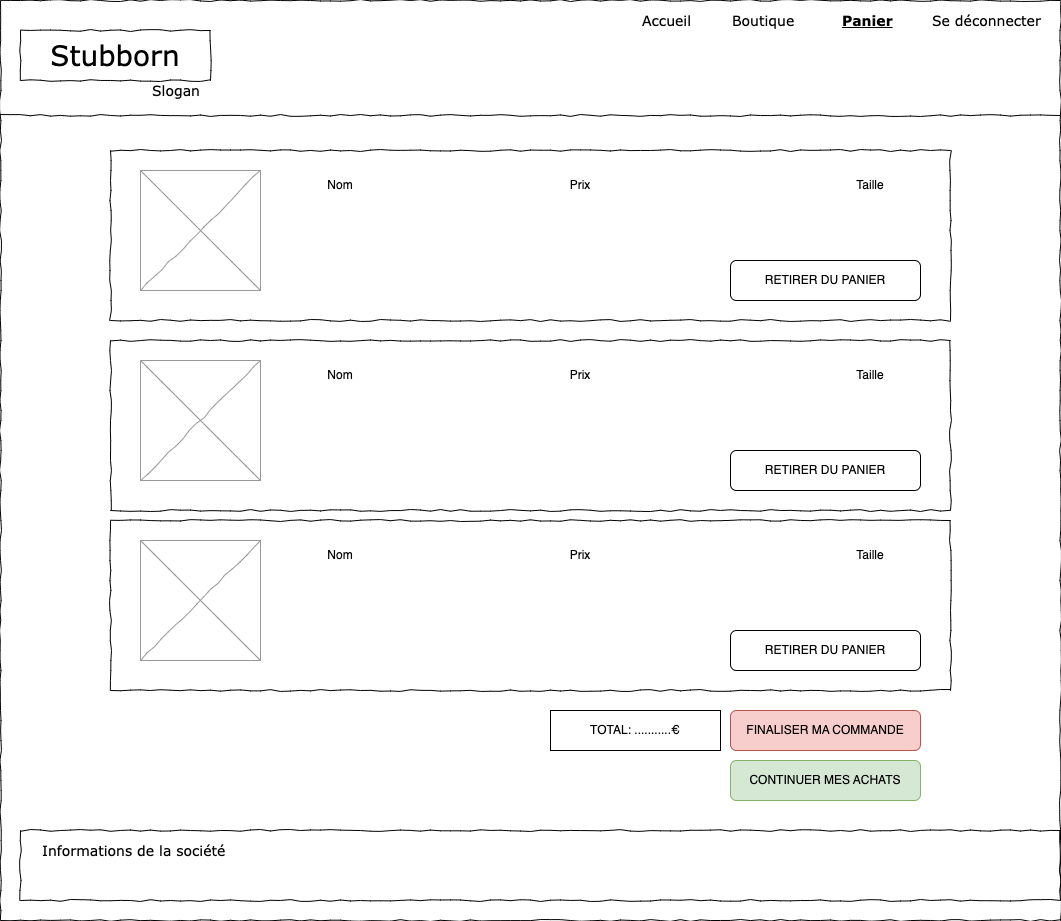 Accueil Boutique Panier Se déconnecter
Stubborn
Slogan
Nom Prix Taille
RETIRER DU PANIER
Nom Prix Taille
RETIRER DU PANIER
Nom Prix Taille
RETIRER DU PANIER
TOTAL: ...........€ FINALISER MA COMMANDE
CONTINUER MES ACHATS
Informations de la société